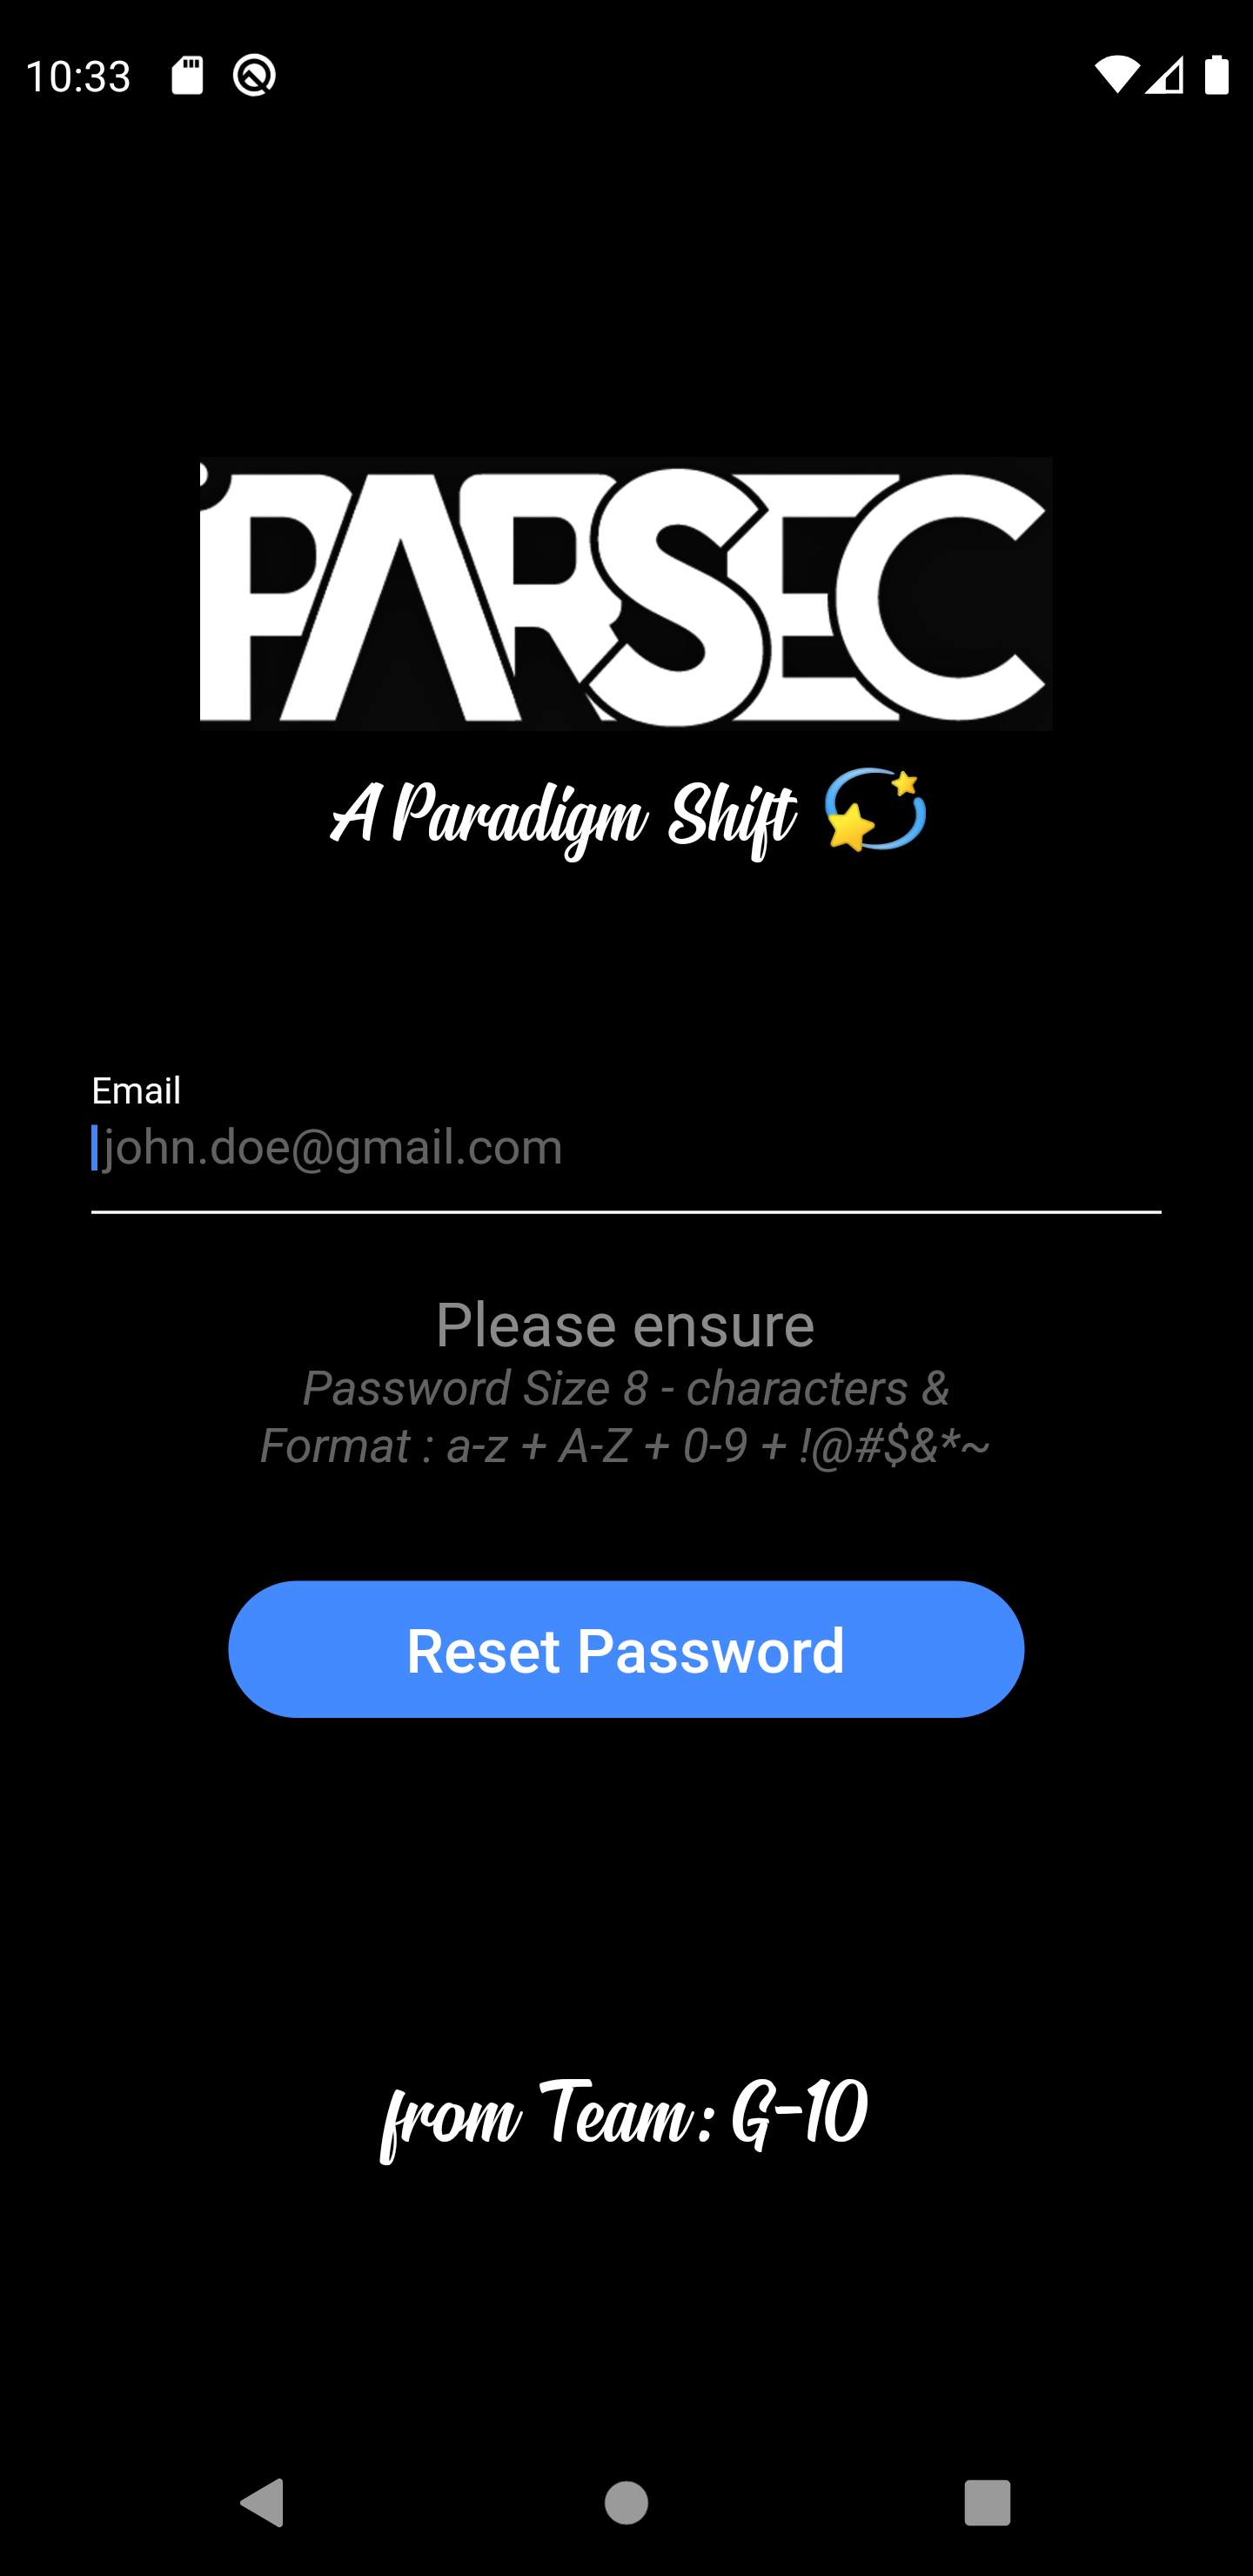 10:33
PARSEC
A Paradigm Shift 💫
Email
john.doe@gmail.com
Please ensure
Password Size 8 - characters &
Format : a-z + A-Z + 0-9 + !@#$&*~
Reset Password
from Team : G-10